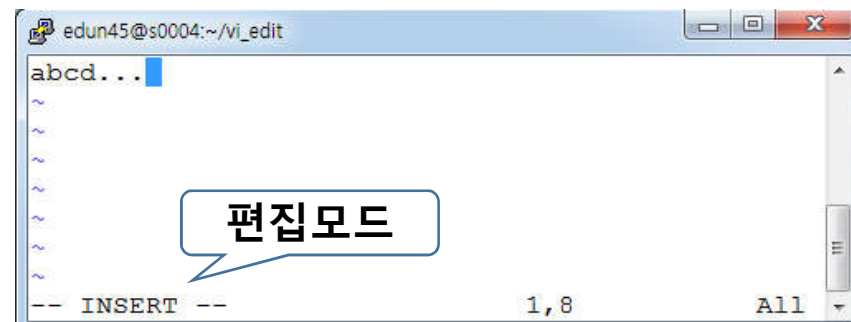 edun45@s0004:~/vi_edit
abcd...
~
~
~
~
~
~
~
편집모드
-- INSERT -- 1,8 All